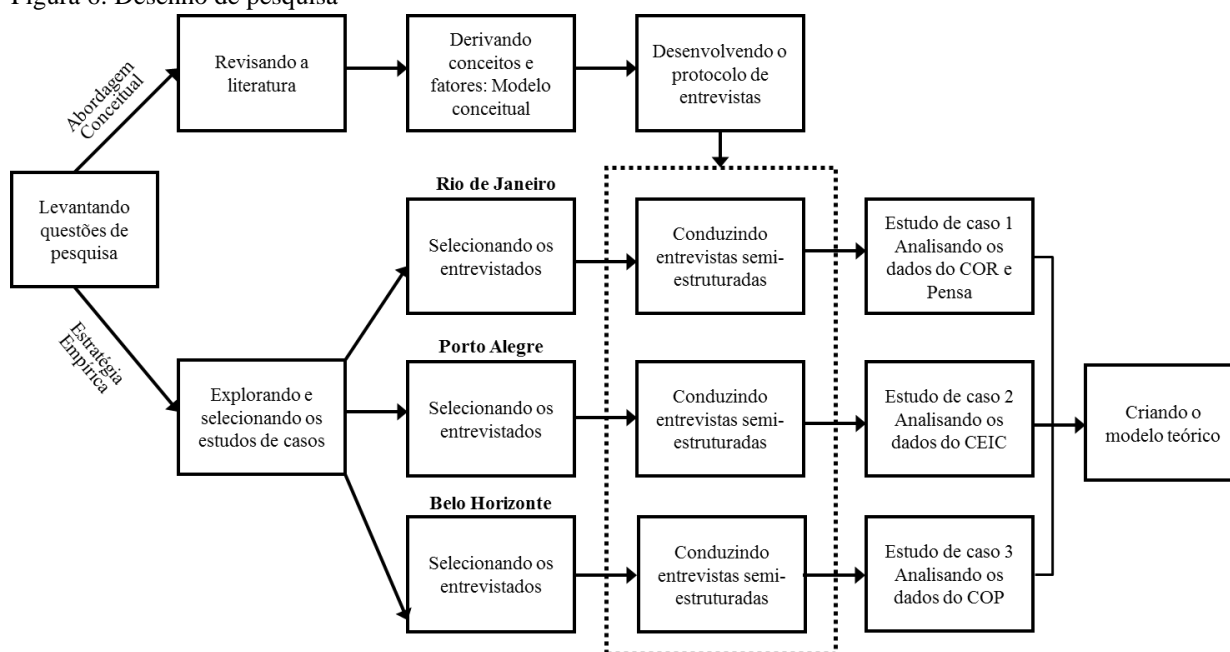 Figura 6: Desenho de pesquisa
Revisando a
literatura
Derivando
conceitos e
fatores: Modelo
conceitual
Desenvolvendo o
protocolo de
entrevistas
Abordagem
Conceitual
Levantando
questões de
pesquisa
Estratégia
Empírica
Explorando e
selecionando os
estudos de casos
Rio de Janeiro
Selecionando os
entrevistados
Conduzindo
entrevistas semi-
estruturadas
Estudo de caso 1
Analisando os
dados do COR e
Pensa
Porto Alegre
Selecionando os
entrevistados
Conduzindo
entrevistas semi-
estruturadas
Estudo de caso 2
Analisando os
dados do CEIC
Criando o
modelo teórico
Belo Horizonte
Selecionando os
entrevistados
Conduzindo
entrevistas semi-
estruturadas
Estudo de caso 3
Analisando os
dados do COP